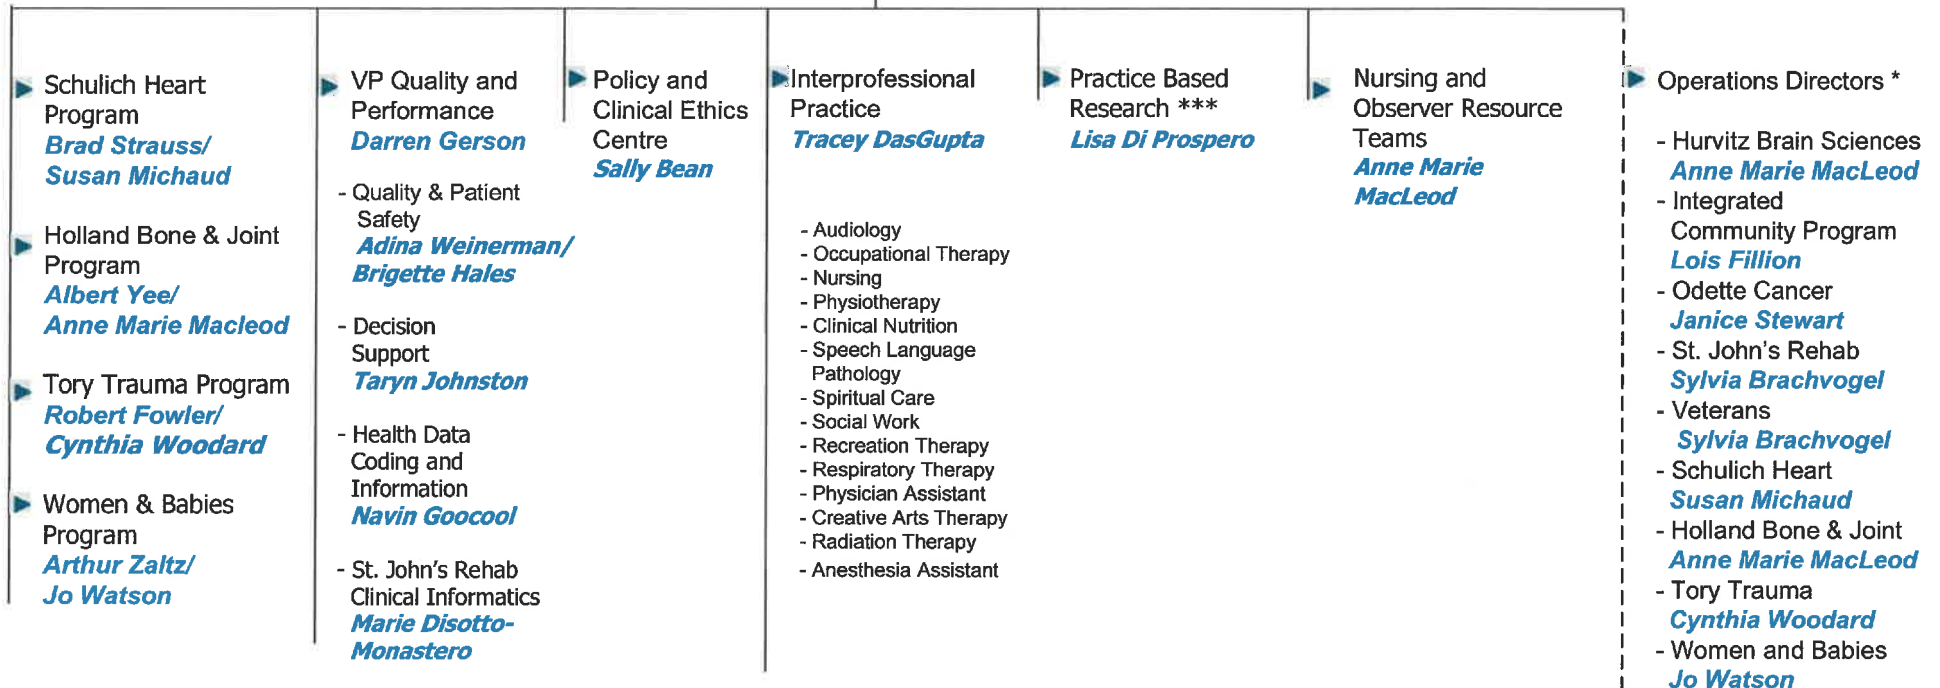 Schulich Heart
Program
Brad Strauss/
Susan Michaud
Holland Bone & Joint
Program
Albert Yee/
Anne Marie Macleod
Tory Trauma Program
Robert Fowler/
Cynthia Woodard
Women & Babies
Program
Arthur Zaltz/
Jo Watson
VP Quality and
Performance
Darren Gerson
- Quality & Patient
Safety
Adina Weinerman/
Brigette Hales
- Decision
Support
Taryn Johnston
- Health Data
Coding and
Information
Navin Goocool
- St. John's Rehab
Clinical Informatics
Marie Disotto-
Monastero
Policy and
Clinical Ethics
Centre
Sally Bean
Interprofessional
Practice
Tracey DasGupta
- Audiology
- Occupational Therapy
- Nursing
- Physiotherapy
- Clinical Nutrition
- Speech Language
Pathology
- Spiritual Care
- Social Work
- Recreation Therapy
- Respiratory Therapy
- Physician Assistant
- Creative Arts Therapy
- Radiation Therapy
- Anesthesia Assistant
Practice Based
Research ***
Lisa Di Prospero
Nursing and
Observer Resource
Teams
Anne Marie
MacLeod
Operations Directors *
- Hurvitz Brain Sciences
Anne Marie MacLeod
- Integrated
Community Program
Lois Fillion
- Odette Cancer
Janice Stewart
- St. John's Rehab
Sylvia Brachvogel
- Veterans
Sylvia Brachvogel
- Schulich Heart
Susan Michaud
- Holland Bone & Joint
Anne Marie MacLeod
- Tory Trauma
Cynthia Woodard
- Women and Babies
Jo Watson